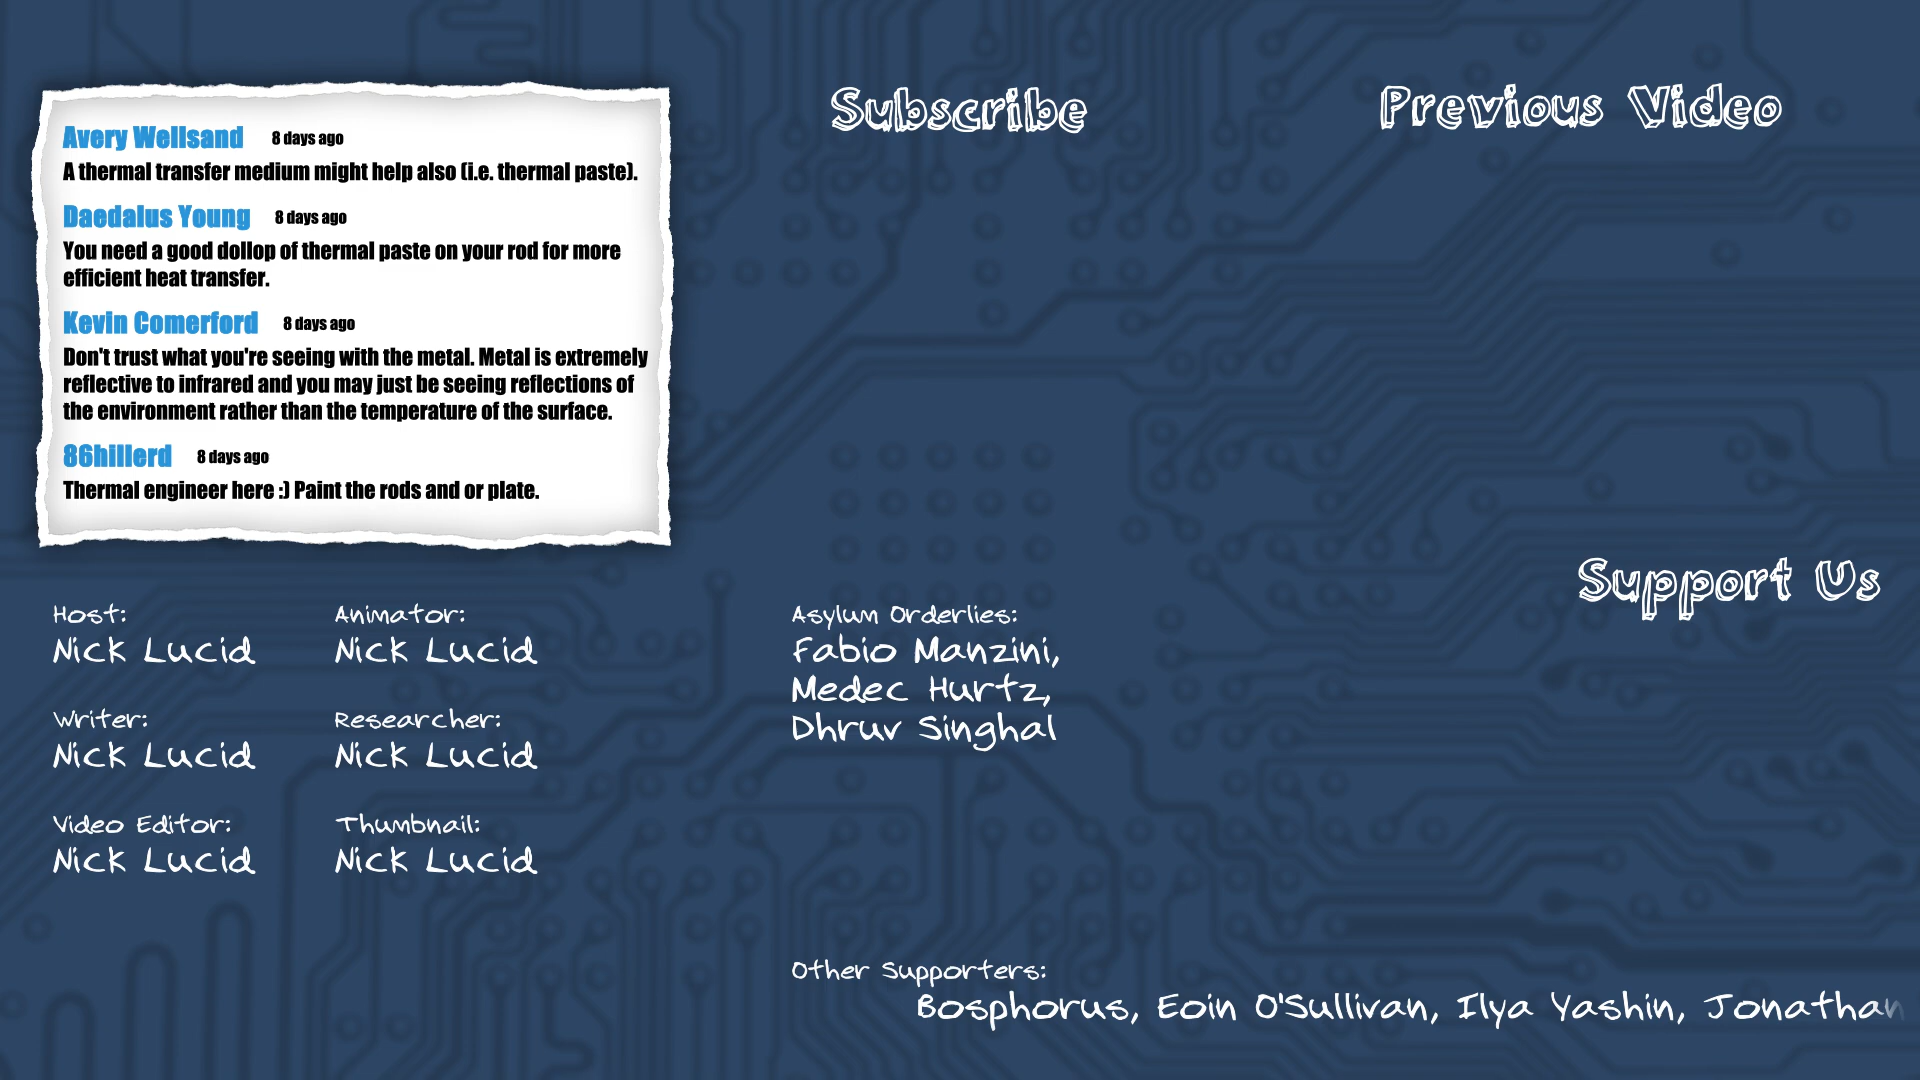 Subscribe
Previous Video
Avery Wellsand 8 days ago
A thermal transfer medium might help also (i.e. thermal paste).
Daedalus Young 8 days ago
You need a good dollop of thermal paste on your rod for more
efficient heat transfer.
Kevin Comerford 8 days ago
Don't trust what you're seeing with the metal. Metal is extremely
reflective to infrared and you may just be seeing reflections of
the environment rather than the temperature of the surface.
86hillerd 8 days ago
Thermal engineer here :) Paint the rods and or plate.
Support Us
Host:
Nick Lucid
Animator:
Nick Lucid
Writer:
Nick Lucid
Researcher:
Nick Lucid
Video Editor:
Nick Lucid
Thumbnail:
Nick Lucid
Asylum Orderlies:
Fabio Manzini,
Medec Hurtz,
Dhruv Singhal
Other Supporters:
Bosphorus, Eoin O'Sullivan, Ilya Yashin, Jonathan